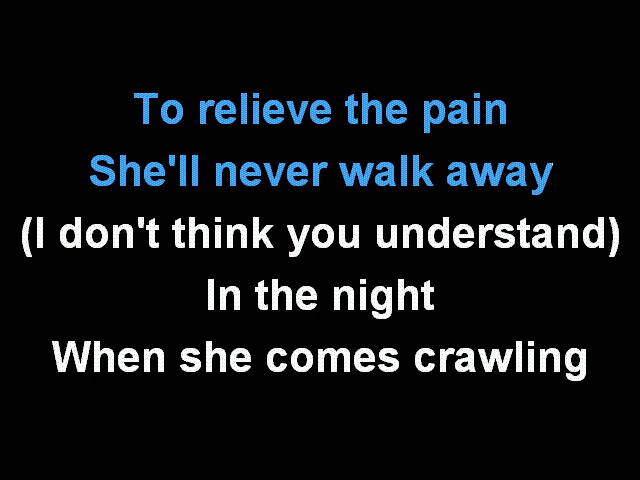 To relieve the pain
She'll never walk away
(I don't think you understand)
In the night
When she comes crawling